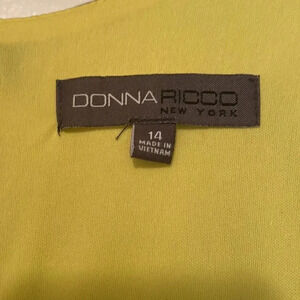 DONNA RICCO
NEW YORK
14
MADE IN
VIETNAM